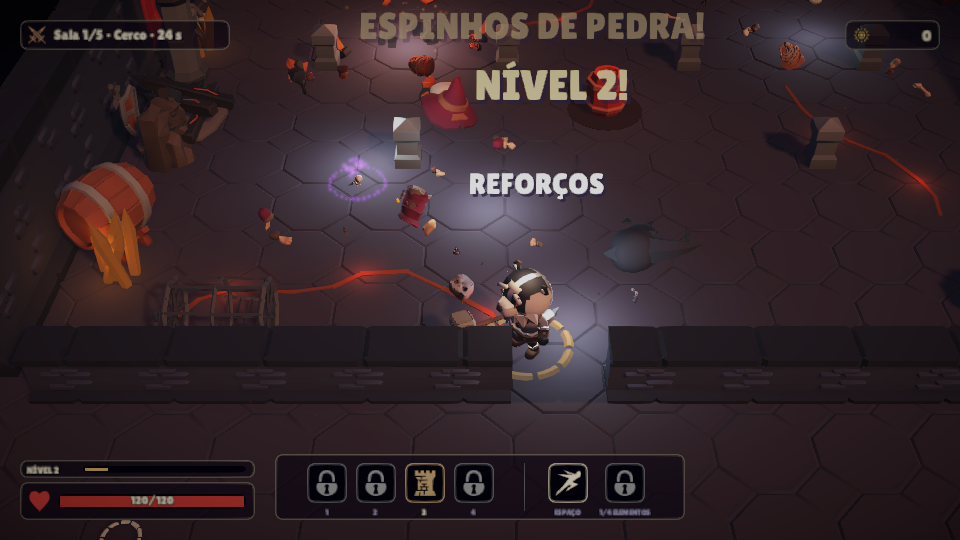 ESPINHOS DE PEDRA!
Sala 1/5 · Cerco · 24 s
0
NÍVEL 2!
REFORÇOS
NÍVEL 2
120/120
1
2
3
4
ESPAÇO
1/4 ELEMENTOS